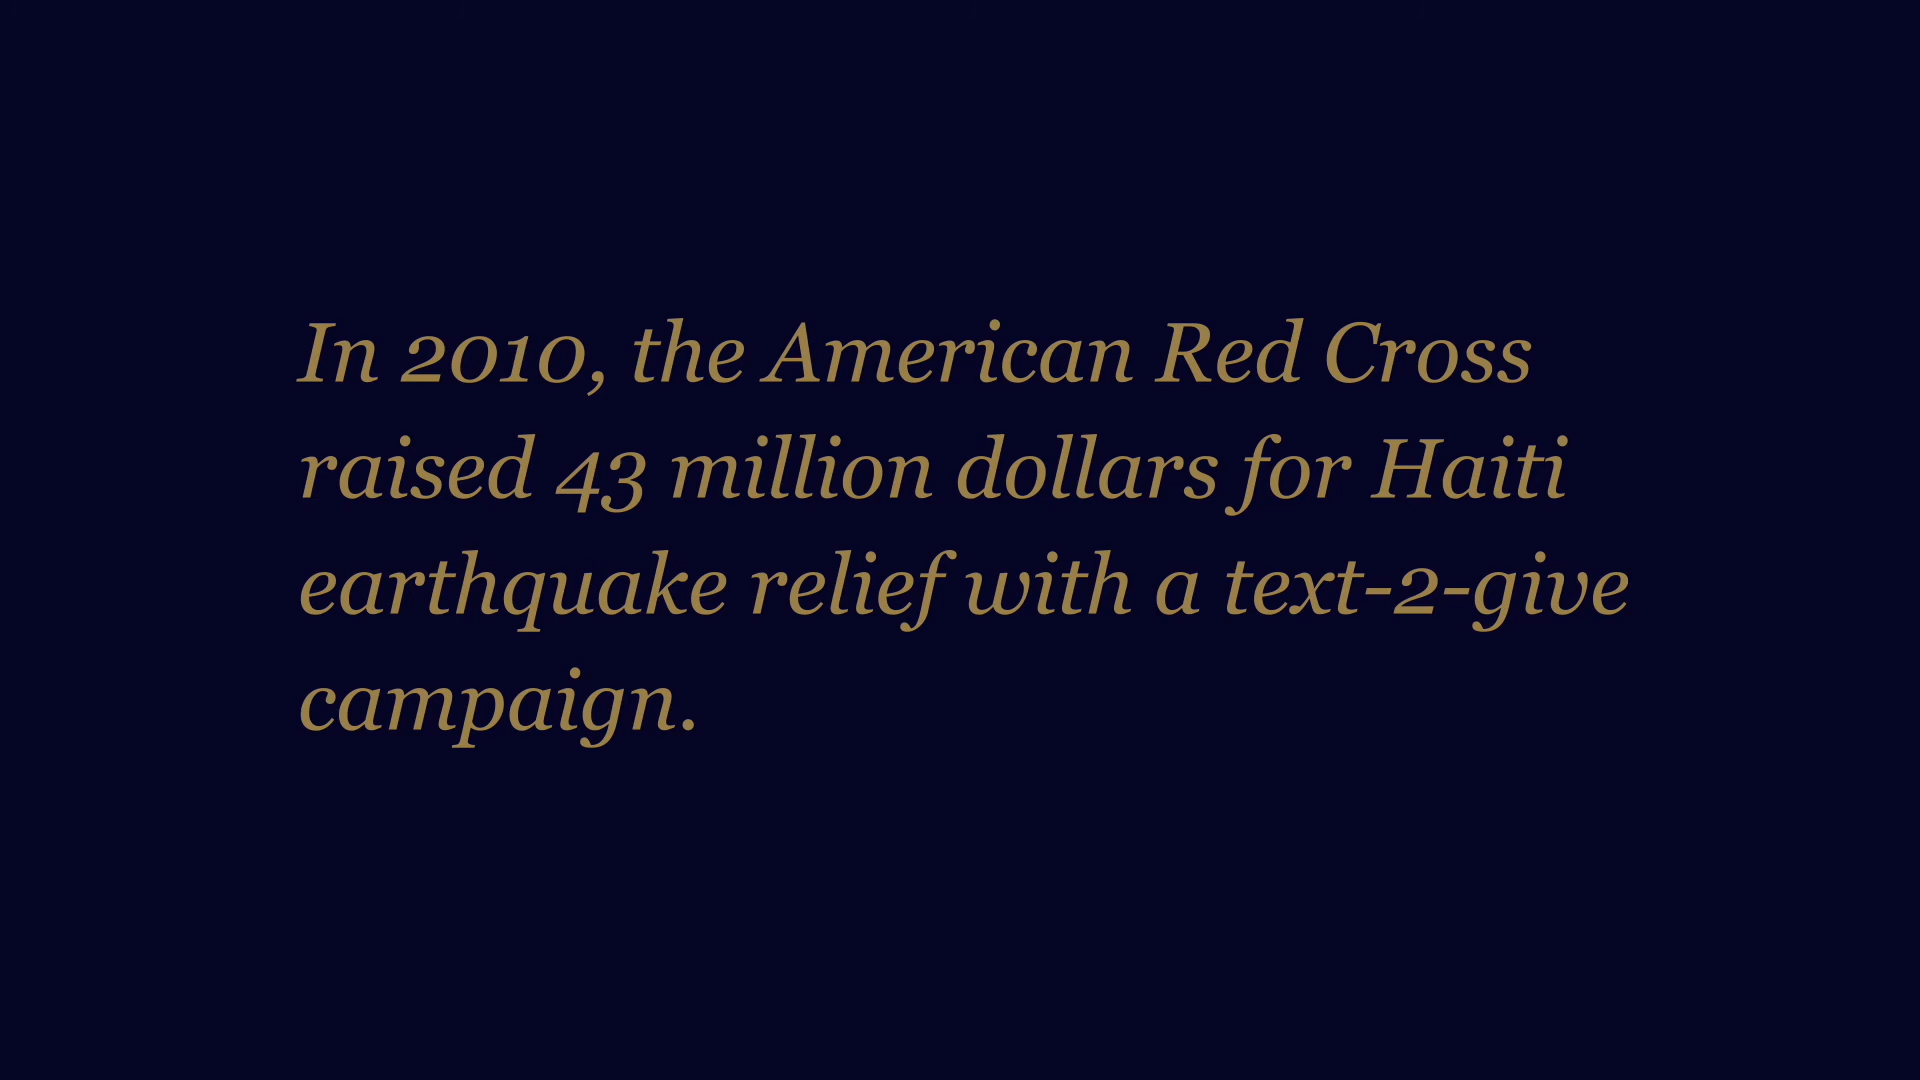 In 2010, the American Red Cross
raised 43 million dollars for Haiti
earthquake relief with a text-2-give
campaign.